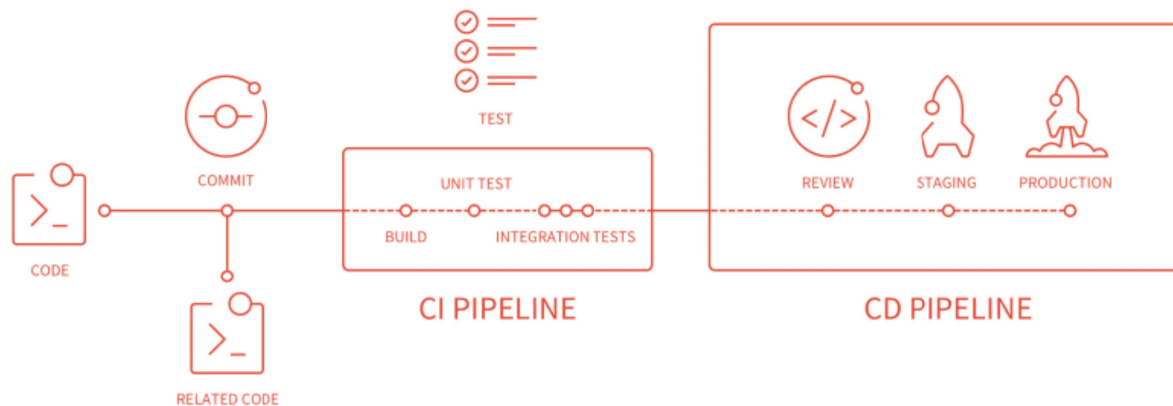 TEST
COMMIT
UNIT TEST
REVIEW
STAGING
PRODUCTION
BUILD
INTEGRATION TESTS
CODE
CI PIPELINE
CD PIPELINE
RELATED CODE